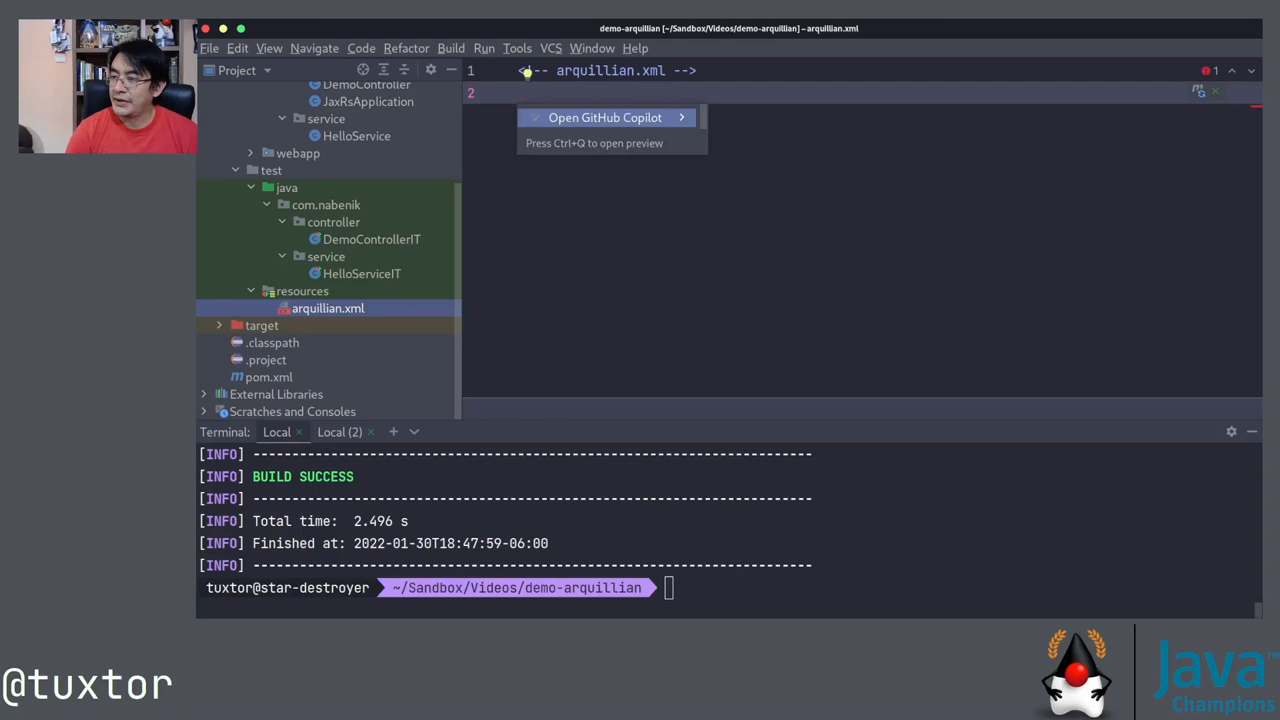 demo-arquillian [~/Sandbox/Videos/demo-arquillian] – arquillian.xml
File Edit View Navigate Code Refactor Build Run Tools VCS Window Help
Project
1 <!-- arquillian.xml -->
1
2
Open GitHub Copilot
Press Ctrl+Q to open preview
DemoController
JaxRsApplication
service
HelloService
webapp
test
java
com.nabenik
controller
DemoControllerIT
service
HelloServiceIT
resources
arquillian.xml
target
.classpath
.project
pom.xml
External Libraries
Scratches and Consoles
Terminal: Local Local (2)
[INFO] ------------------------------------------------------------------------
[INFO] BUILD SUCCESS
[INFO] ------------------------------------------------------------------------
[INFO] Total time:  2.496 s
[INFO] Finished at: 2022-01-30T18:47:59-06:00
[INFO] ------------------------------------------------------------------------
tuxtor@star-destroyer ~/Sandbox/Videos/demo-arquillian
@tuxtor
Java™
Champions